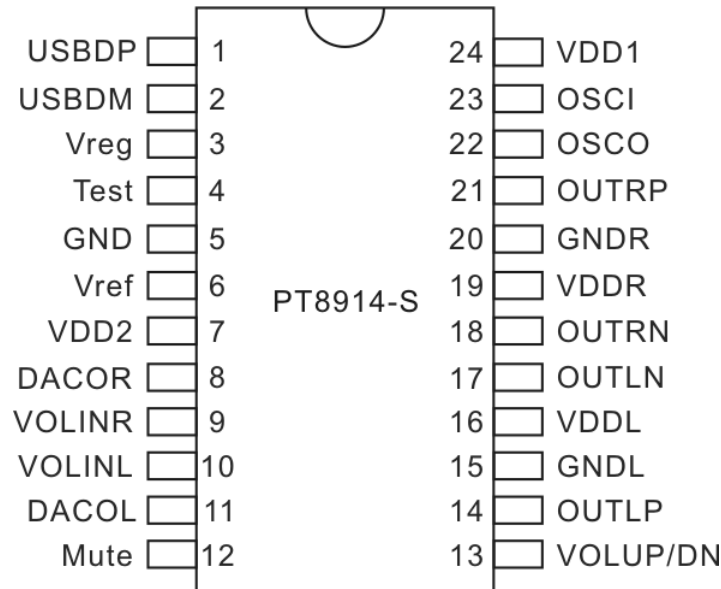 USBDP 1 24 VDD1
USBDM 2 23 OSCI
Vreg 3 22 OSCO
Test 4 21 OUTRP
GND 5 20 GNDR
Vref 6 19 VDDR
PT8914-S
VDD2 7 18 OUTRN
DACOR 8 17 OUTLN
VOLINR 9 16 VDDL
VOLINL 10 15 GNDL
DACOL 11 14 OUTLP
Mute 12 13 VOLUP/DN